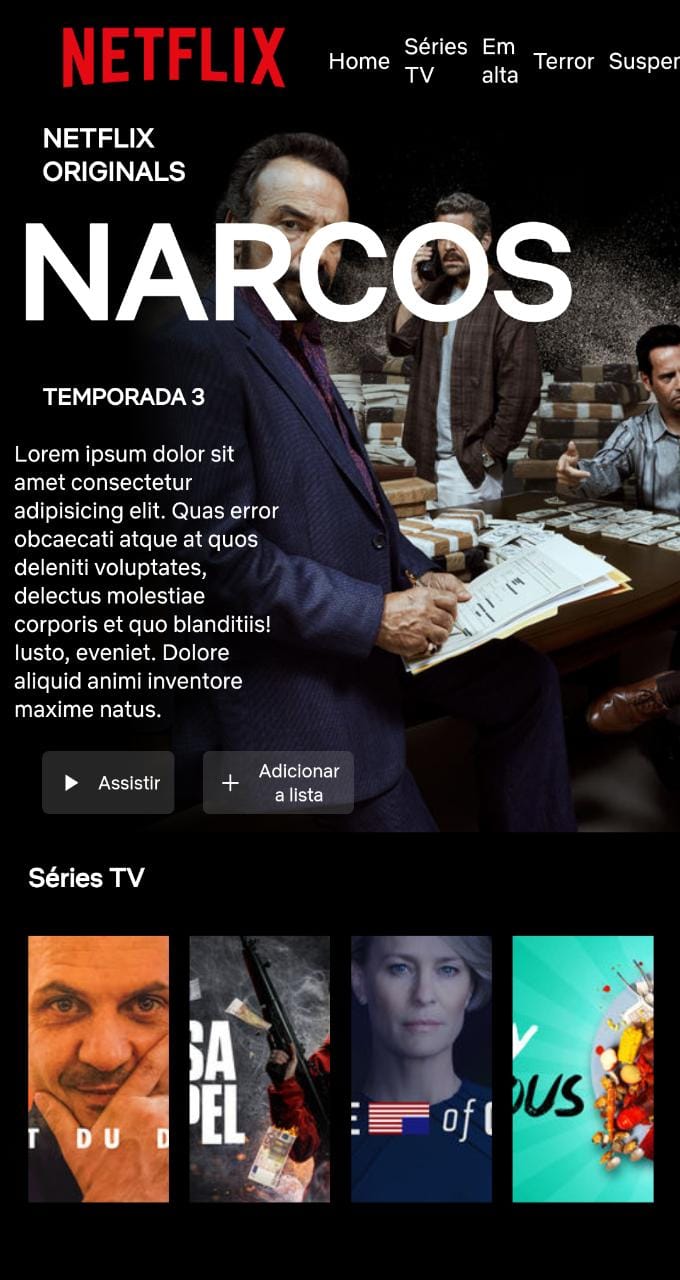 NETFLIX
Home
Séries
TV
Em
alta
Terror
Suspen
NETFLIX
ORIGINALS
NARCOS
TEMPORADA 3
Lorem ipsum dolor sit
amet consectetur
adipisicing elit. Quas error
obcaecati atque at quos
deleniti voluptates,
delectus molestiae
corporis et quo blanditiis!
Iusto, eveniet. Dolore
aliquid animi inventore
maxime natus.
Assistir
Adicionar
a lista
Séries TV
T DU D
SA
PEL
E of
Y
OUS